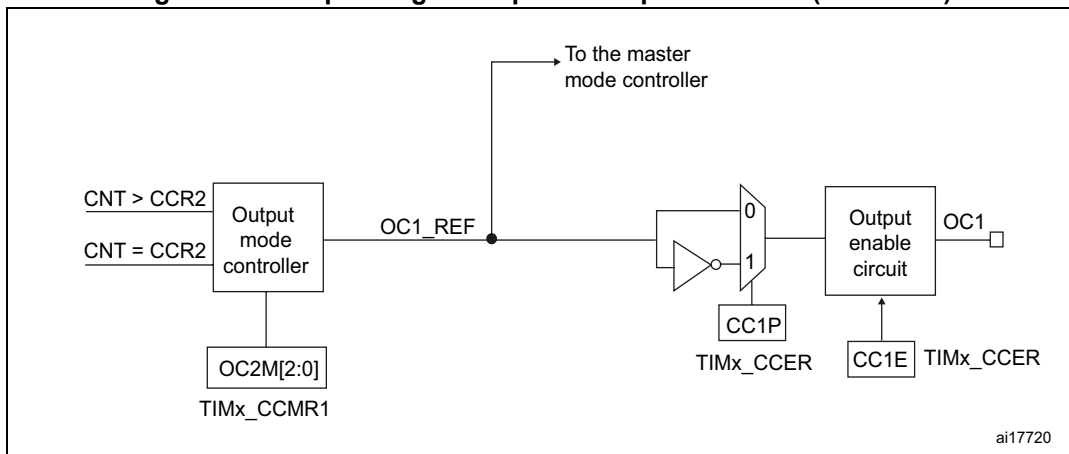 To the master
mode controller
CNT > CCR2
CNT = CCR2
Output
mode
controller
OC1_REF
0
1
Output
enable
circuit
OC1
CC1P
TIMx_CCER
CC1E
TIMx_CCER
OC2M[2:0]
TIMx_CCMR1
ai17720